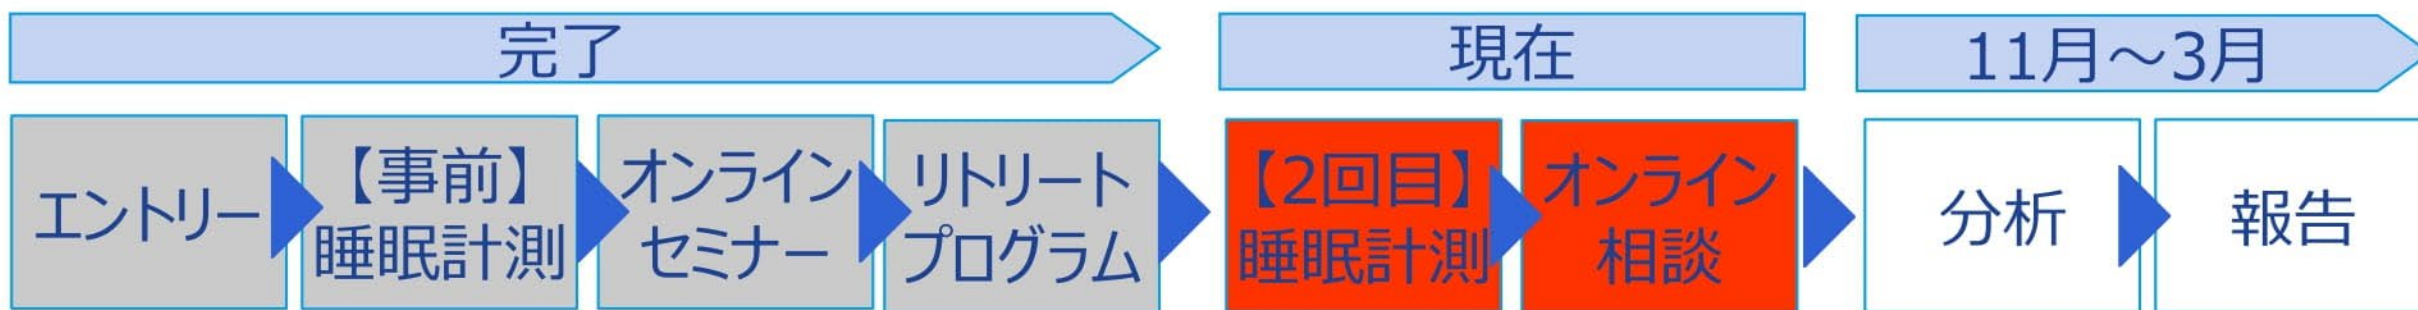 完了
現在
11月～3月
エントリー
【事前】
睡眠計測
オンライン
セミナー
リトリート
プログラム
【2回目】
睡眠計測
オンライン
相談
分析
報告